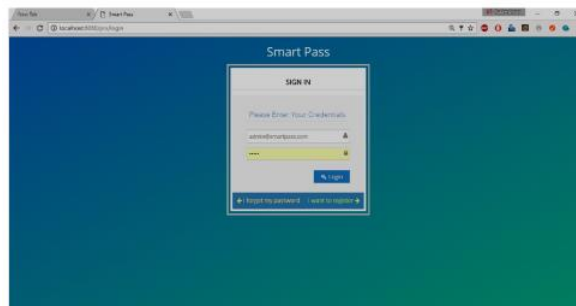 New Tab
Smart Pass
localhost:8080/pro/login
Smart Pass
SIGN IN
Please Enter Your Credentials
admin@smartpass.com
Login
I forgot my password
I want to register